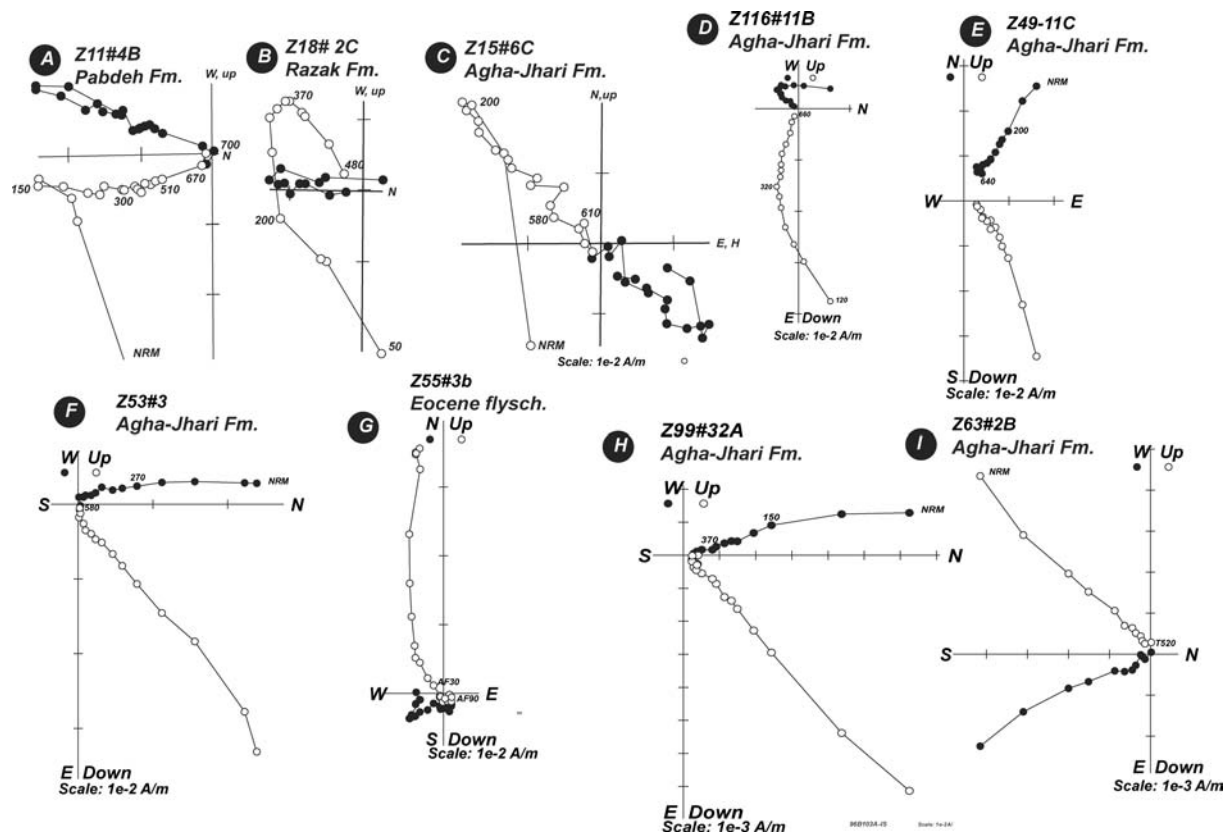 A
Z11#4B
Pabdeh Fm.
W, up
700
N
670
150
510
300
NRM
B
Z18# 2C
Razak Fm.
W, up
370
480
N
200
50
C
Z15#6C
Agha-Jhari Fm.
N,up
200
610
580
E, H
NRM
Scale: 1e-2 A/m
D
Z116#11B
Agha-Jhari Fm.
W Up
N
660
320
120
E Down
Scale: 1e-2 A/m
E
Z49-11C
Agha-Jhari Fm.
N Up
NRM
200
640
W E
S Down
Scale: 1e-2 A/m
F
Z53#3
Agha-Jhari Fm.
W Up
270
NRM
S N
580
E Down
Scale: 1e-2 A/m
G
Z55#3b
Eocene flysch.
N Up
AF30
W E
AF90
S Down
Scale: 1e-2 A/m
H
Z99#32A
Agha-Jhari Fm.
W Up
150
NRM
370
S N
E Down
Scale: 1e-3 A/m
I
Z63#2B
Agha-Jhari Fm.
W Up
NRM
T520
S N
E Down
Scale: 1e-3 A/m